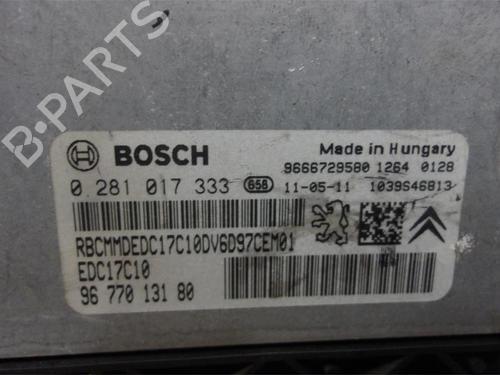 B-PARTS
BOSCH
Made in Hungary
9666729580 1264 0128
0 281 017 333 658 11-05-11 1039S46813
RBCMMDEDC17C10DV6D97CEM01
EDC17C10
96 770 131 80